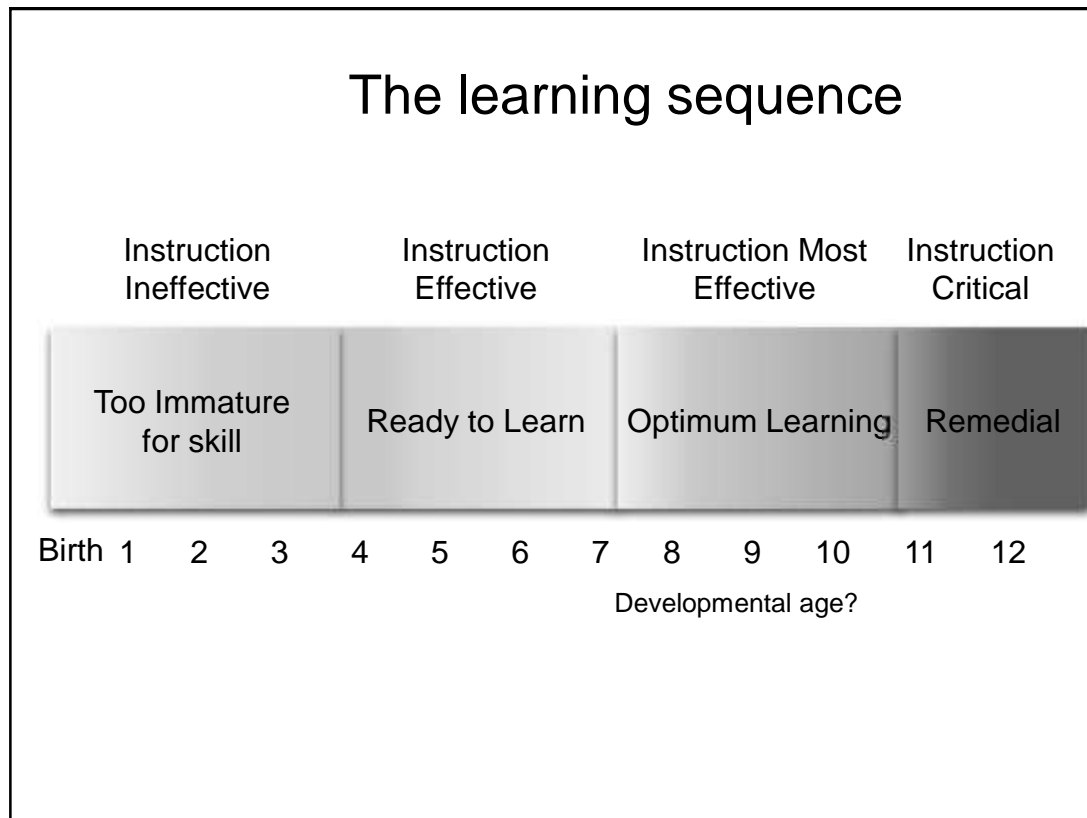 The learning sequence
Instruction Ineffective
Instruction Effective
Instruction Most Effective
Instruction Critical
Too Immature for skill
Ready to Learn
Optimum Learning
Remedial
Birth 1 2 3 4 5 6 7 8 9 10 11 12
Developmental age?